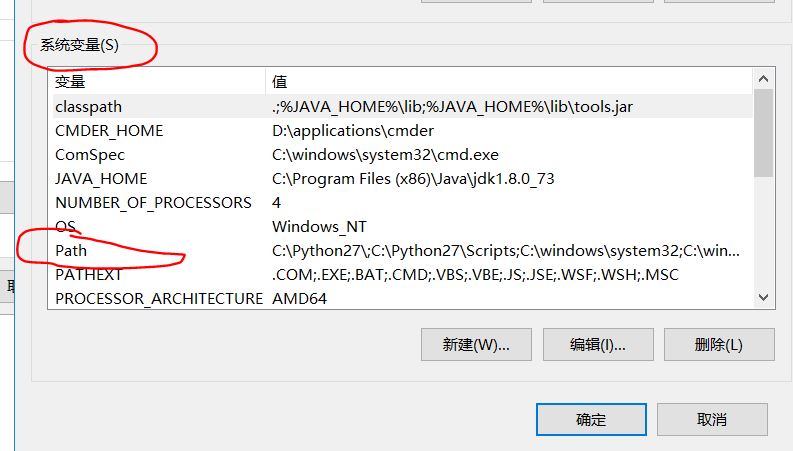 系统变量(S)
变量 值
classpath .;%JAVA_HOME%\lib;%JAVA_HOME%\lib\tools.jar
CMDER_HOME D:\applications\cmder
ComSpec C:\windows\system32\cmd.exe
JAVA_HOME C:\Program Files (x86)\Java\jdk1.8.0_73
NUMBER_OF_PROCESSORS 4
OS Windows_NT
Path C:\Python27\;C:\Python27\Scripts;C:\windows\system32;C:\win...
PATHEXT .COM;.EXE;.BAT;.CMD;.VBS;.VBE;.JS;.JSE;.WSF;.WSH;.MSC
PROCESSOR_ARCHITECTURE AMD64
新建(W)... 编辑(I)... 删除(L)
确定 取消